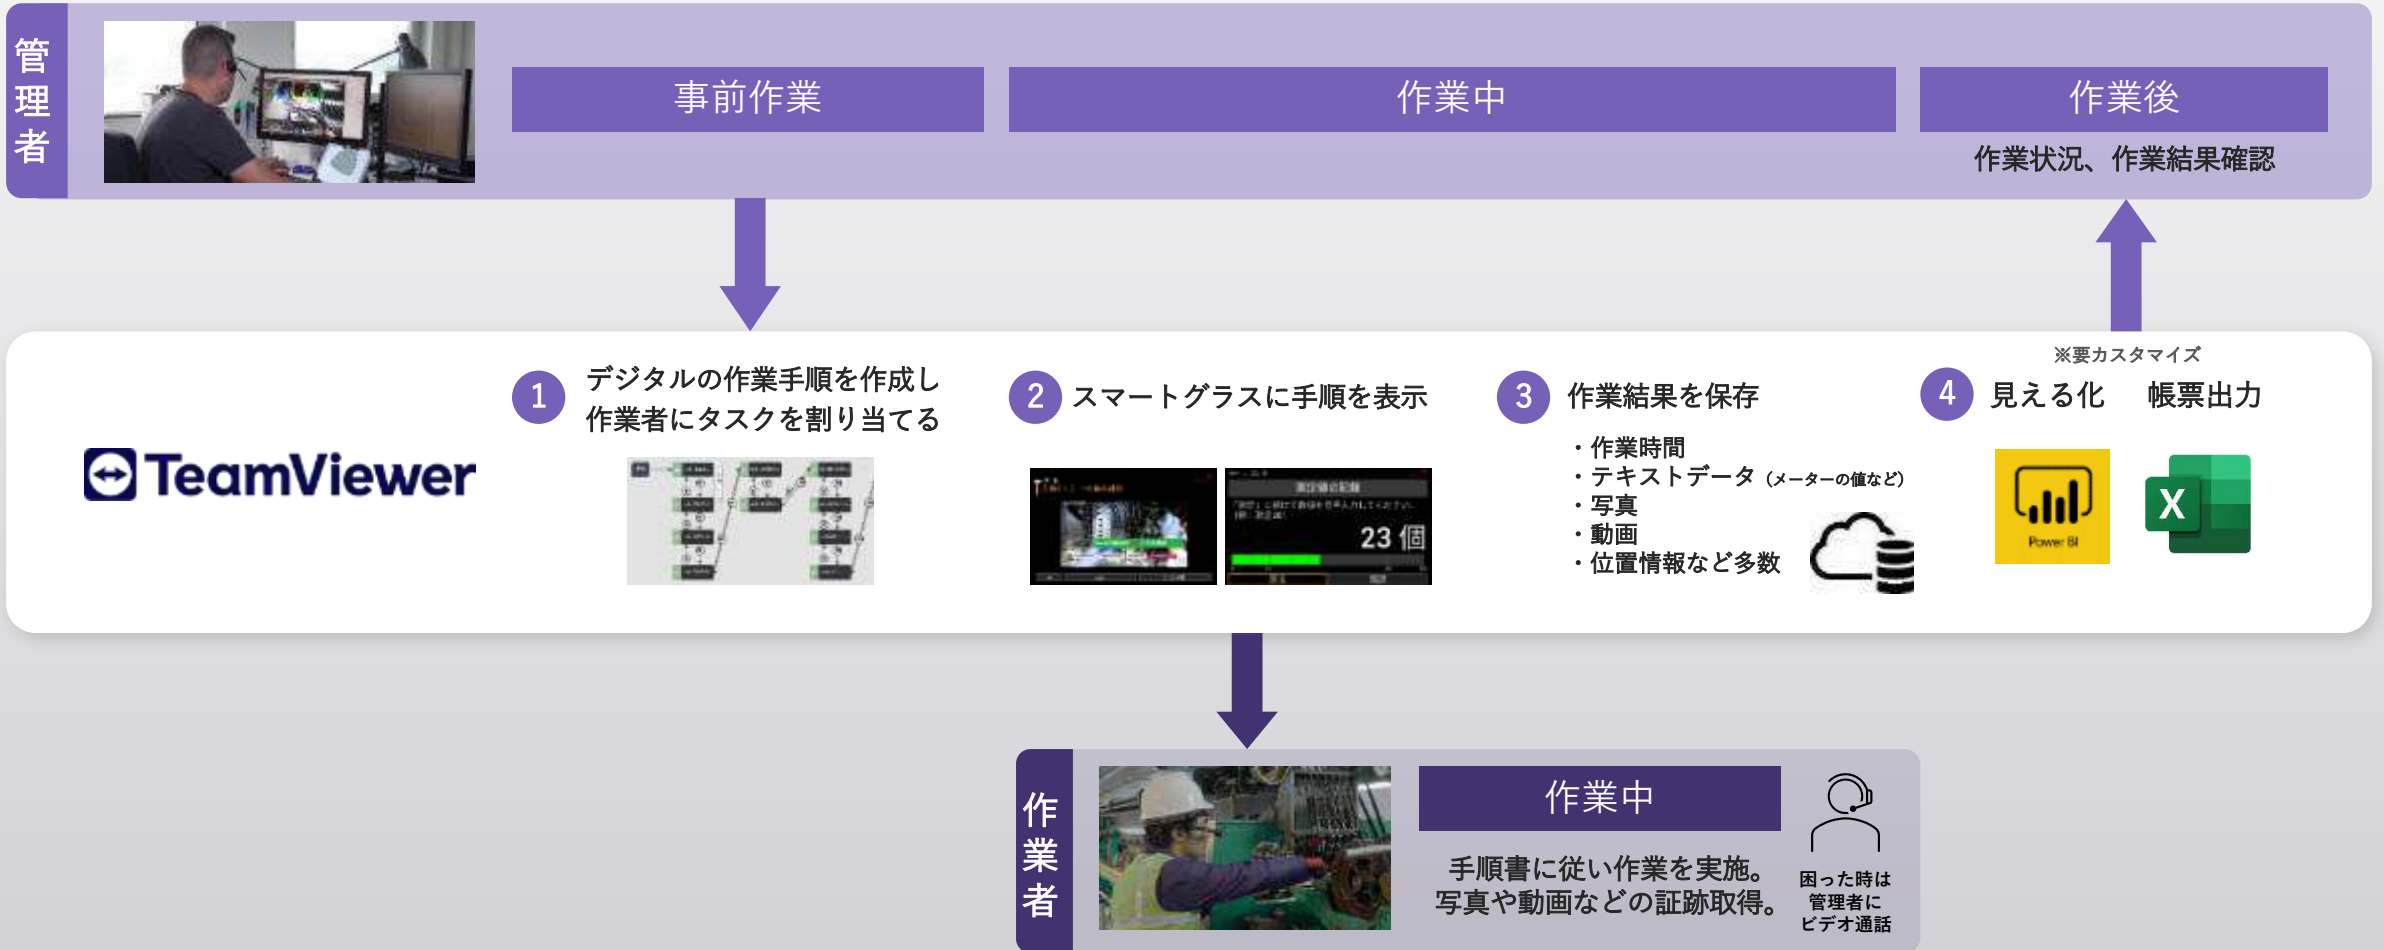 管理者
事前作業
作業中
作業後
作業状況、作業結果確認
TeamViewer
1
デジタルの作業手順を作成し
作業者にタスクを割り当てる
2
スマートグラスに手順を表示
23 個
3
作業結果を保存
・作業時間
・テキストデータ（メーターの値など）
・写真
・動画
・位置情報など多数
※要カスタマイズ
4
見える化
帳票出力
Power BI
X
作業者
作業中
手順書に従い作業を実施。
写真や動画などの証跡取得。
困った時は
管理者に
ビデオ通話